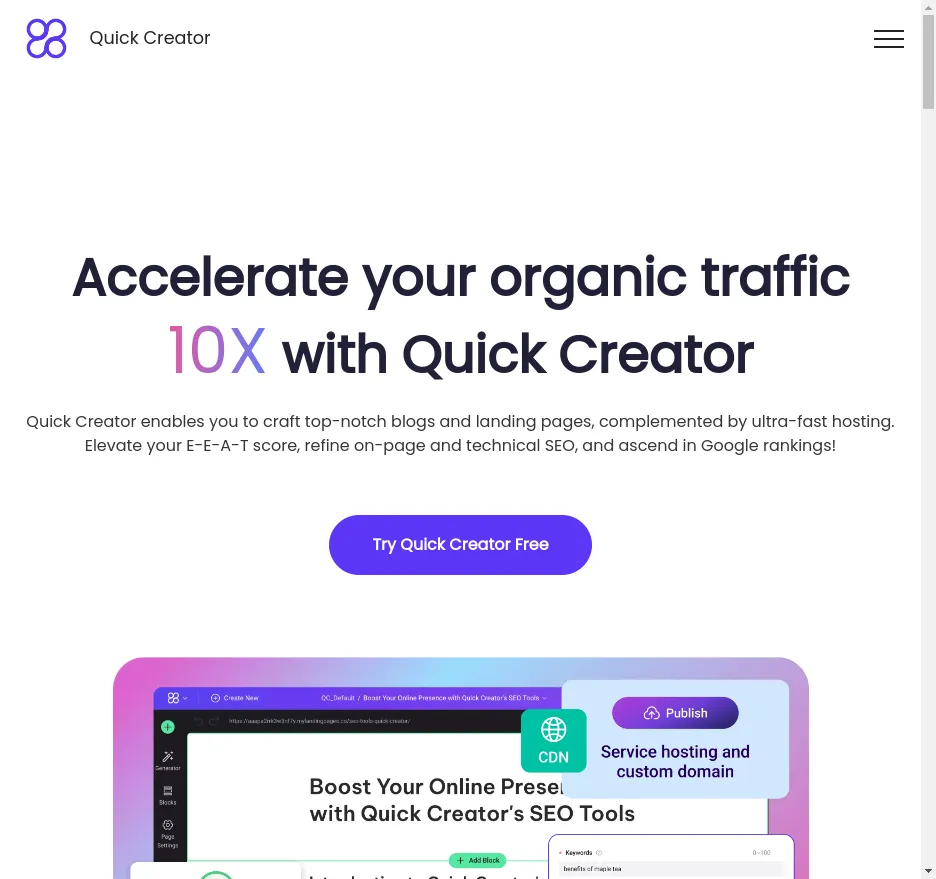 Quick Creator
Accelerate your organic traffic
10X with Quick Creator
Quick Creator enables you to craft top-notch blogs and landing pages, complemented by ultra-fast hosting.
Elevate your E-E-A-T score, refine on-page and technical SEO, and ascend in Google rankings!
Try Quick Creator Free
Create New
QC_Default / Boost Your Online Presence with Quick Creator's SEO Tools
Publish
Service hosting and
custom domain
CDN
Generator
Blocks
Page
Settings
Boost Your Online Prese
with Quick Creator's SEO Tools
Add Block
Keywords
0~100
benefits of maple tea